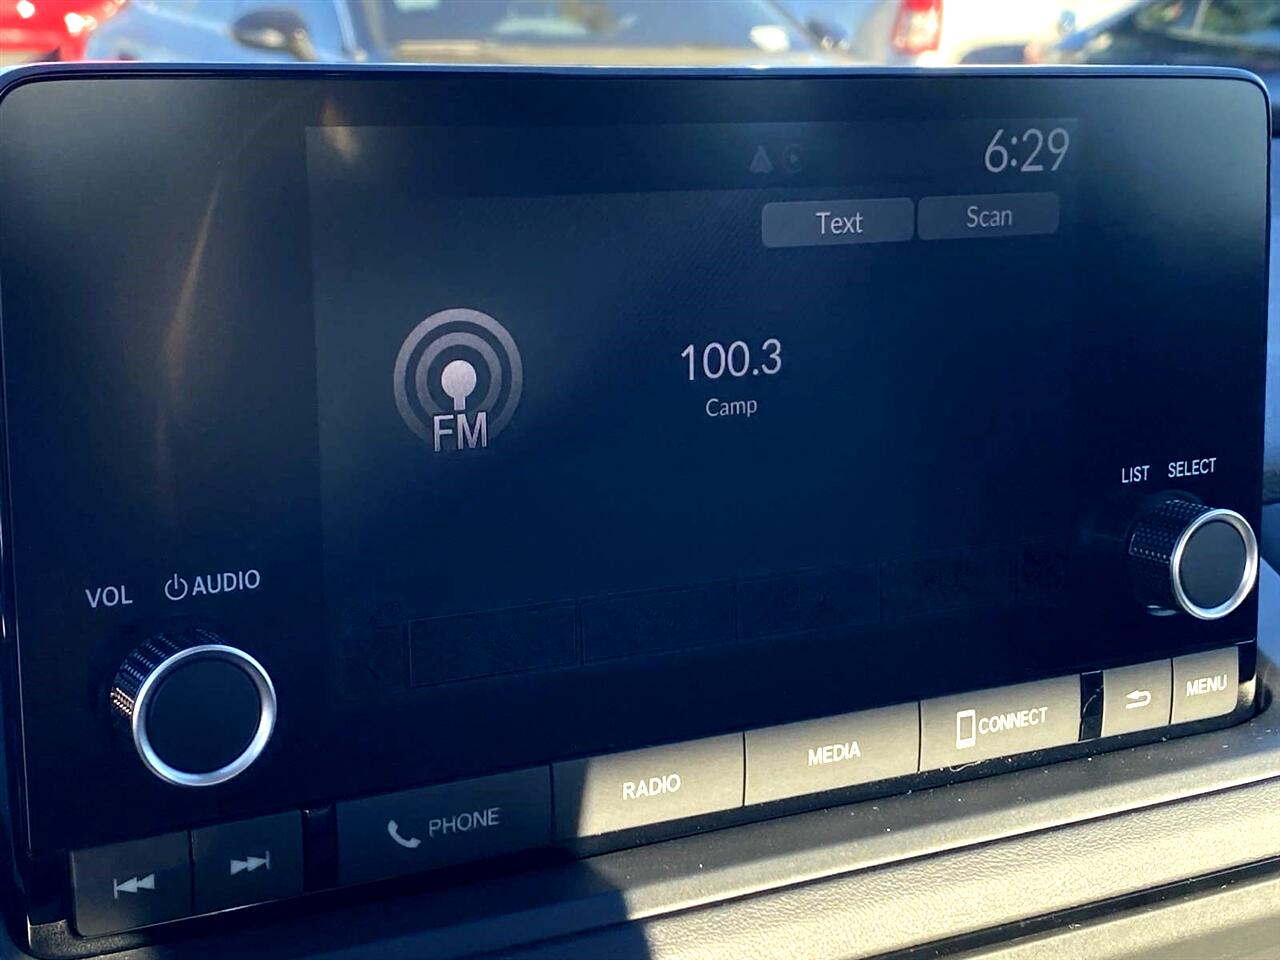 6:29
Text Scan
FM
100.3
Camp
LIST SELECT
VOL AUDIO
PHONE RADIO MEDIA CONNECT MENU